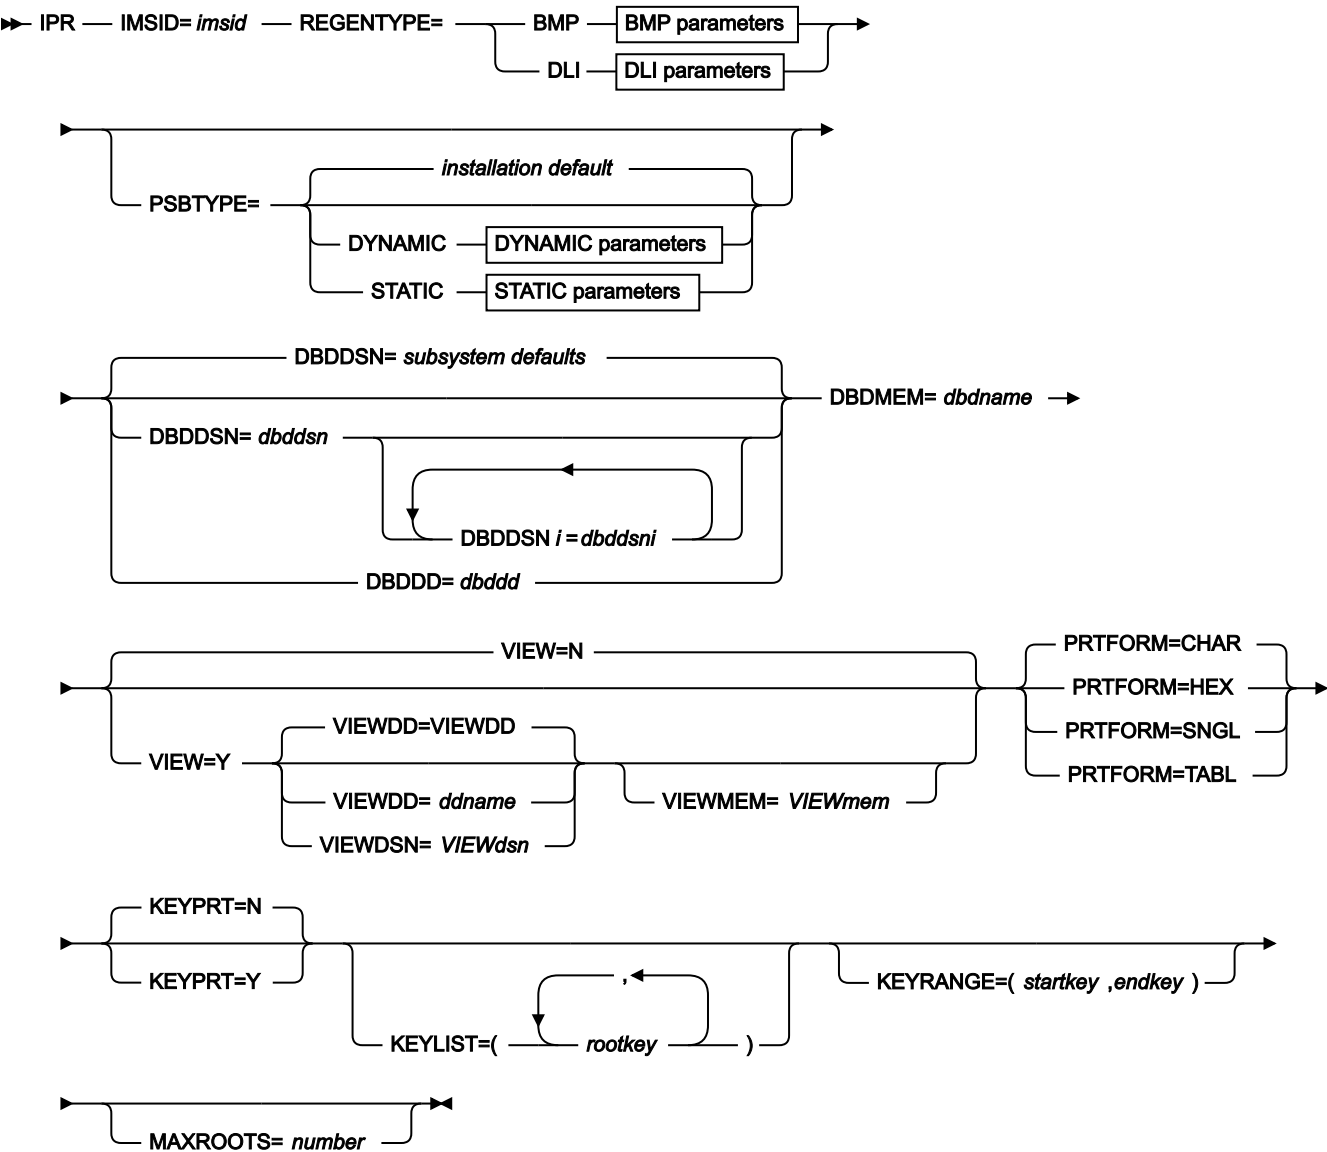 IPR IMSID= imsid REGENTYPE= BMP BMP parameters
DLI DLI parameters
installation default
PSBTYPE=
DYNAMIC DYNAMIC parameters
STATIC STATIC parameters
DBDDSN= subsystem defaults
DBDMEM= dbdname
DBDDSN= dbddsn
DBDDSN i =dbddsni
DBDDD= dbddd
VIEW=N PRTFORM=CHAR
PRTFORM=HEX
VIEWDD=VIEWDD PRTFORM=SNGL
VIEW=Y PRTFORM=TABL
VIEWDD= ddname VIEWMEM= VIEWmem
VIEWDSN= VIEWdsn
KEYPRT=N
KEYPRT=Y KEYRANGE=( startkey ,endkey )
,
KEYLIST=( rootkey )
MAXROOTS= number